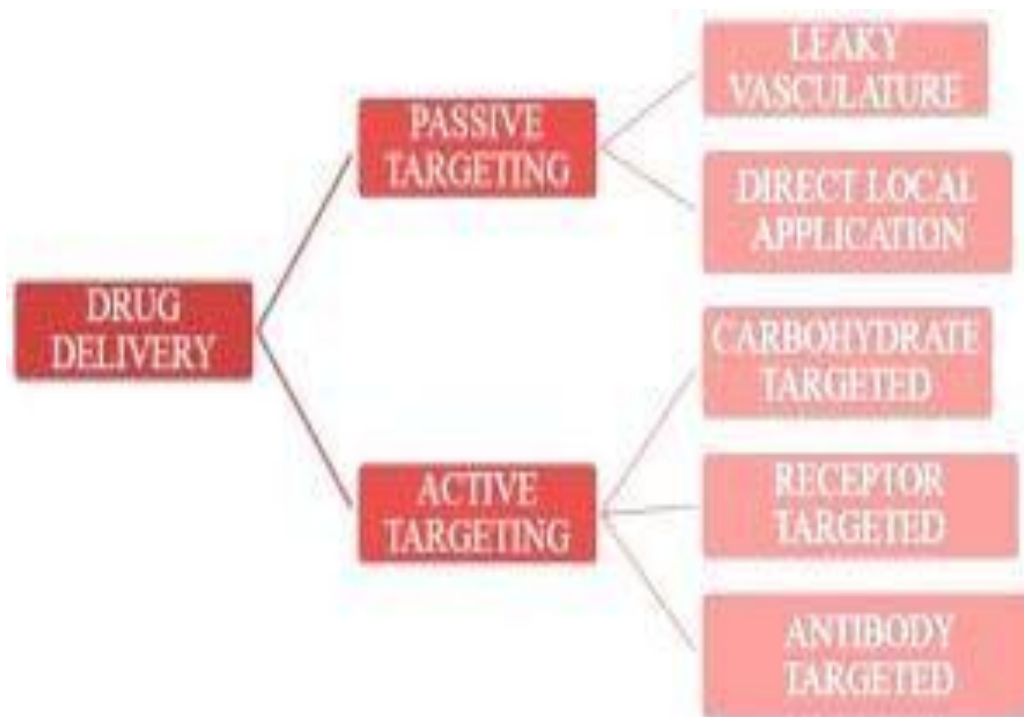 LEAKY
VASCULATURE
PASSIVE
TARGETING
DIRECT LOCAL
APPLICATION
DRUG
DELIVERY
CARBOHYDRATE
TARGETED
ACTIVE
TARGETING
RECEPTOR
TARGETED
ANTIBODY
TARGETED